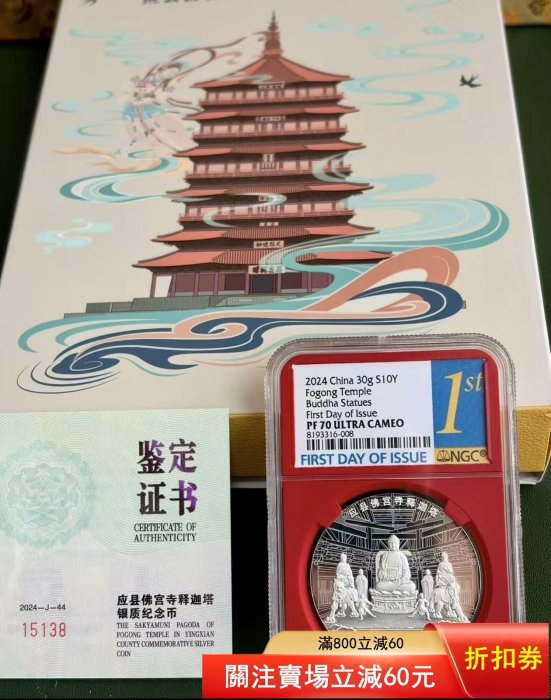 2024 China 30g S10Y
Fogong Temple
Buddha Statues
First Day of Issue
PF 70 ULTRA CAMEO
8193316-008
1st
FIRST DAY OF ISSUE
NGC
应县佛宫寺释迦塔
鉴定
证书
CERTIFICATE OF
AUTHENTICITY
2024-J-44
15138
应县佛宫寺释迦塔
银质纪念币
THE SAKYAMUNI PAGODA OF
FOGONG TEMPLE IN YINGXIAN
COUNTY COMMEMORATIVE SILVER
COIN
滿800立減60
關注賣場立減60元
折扣券